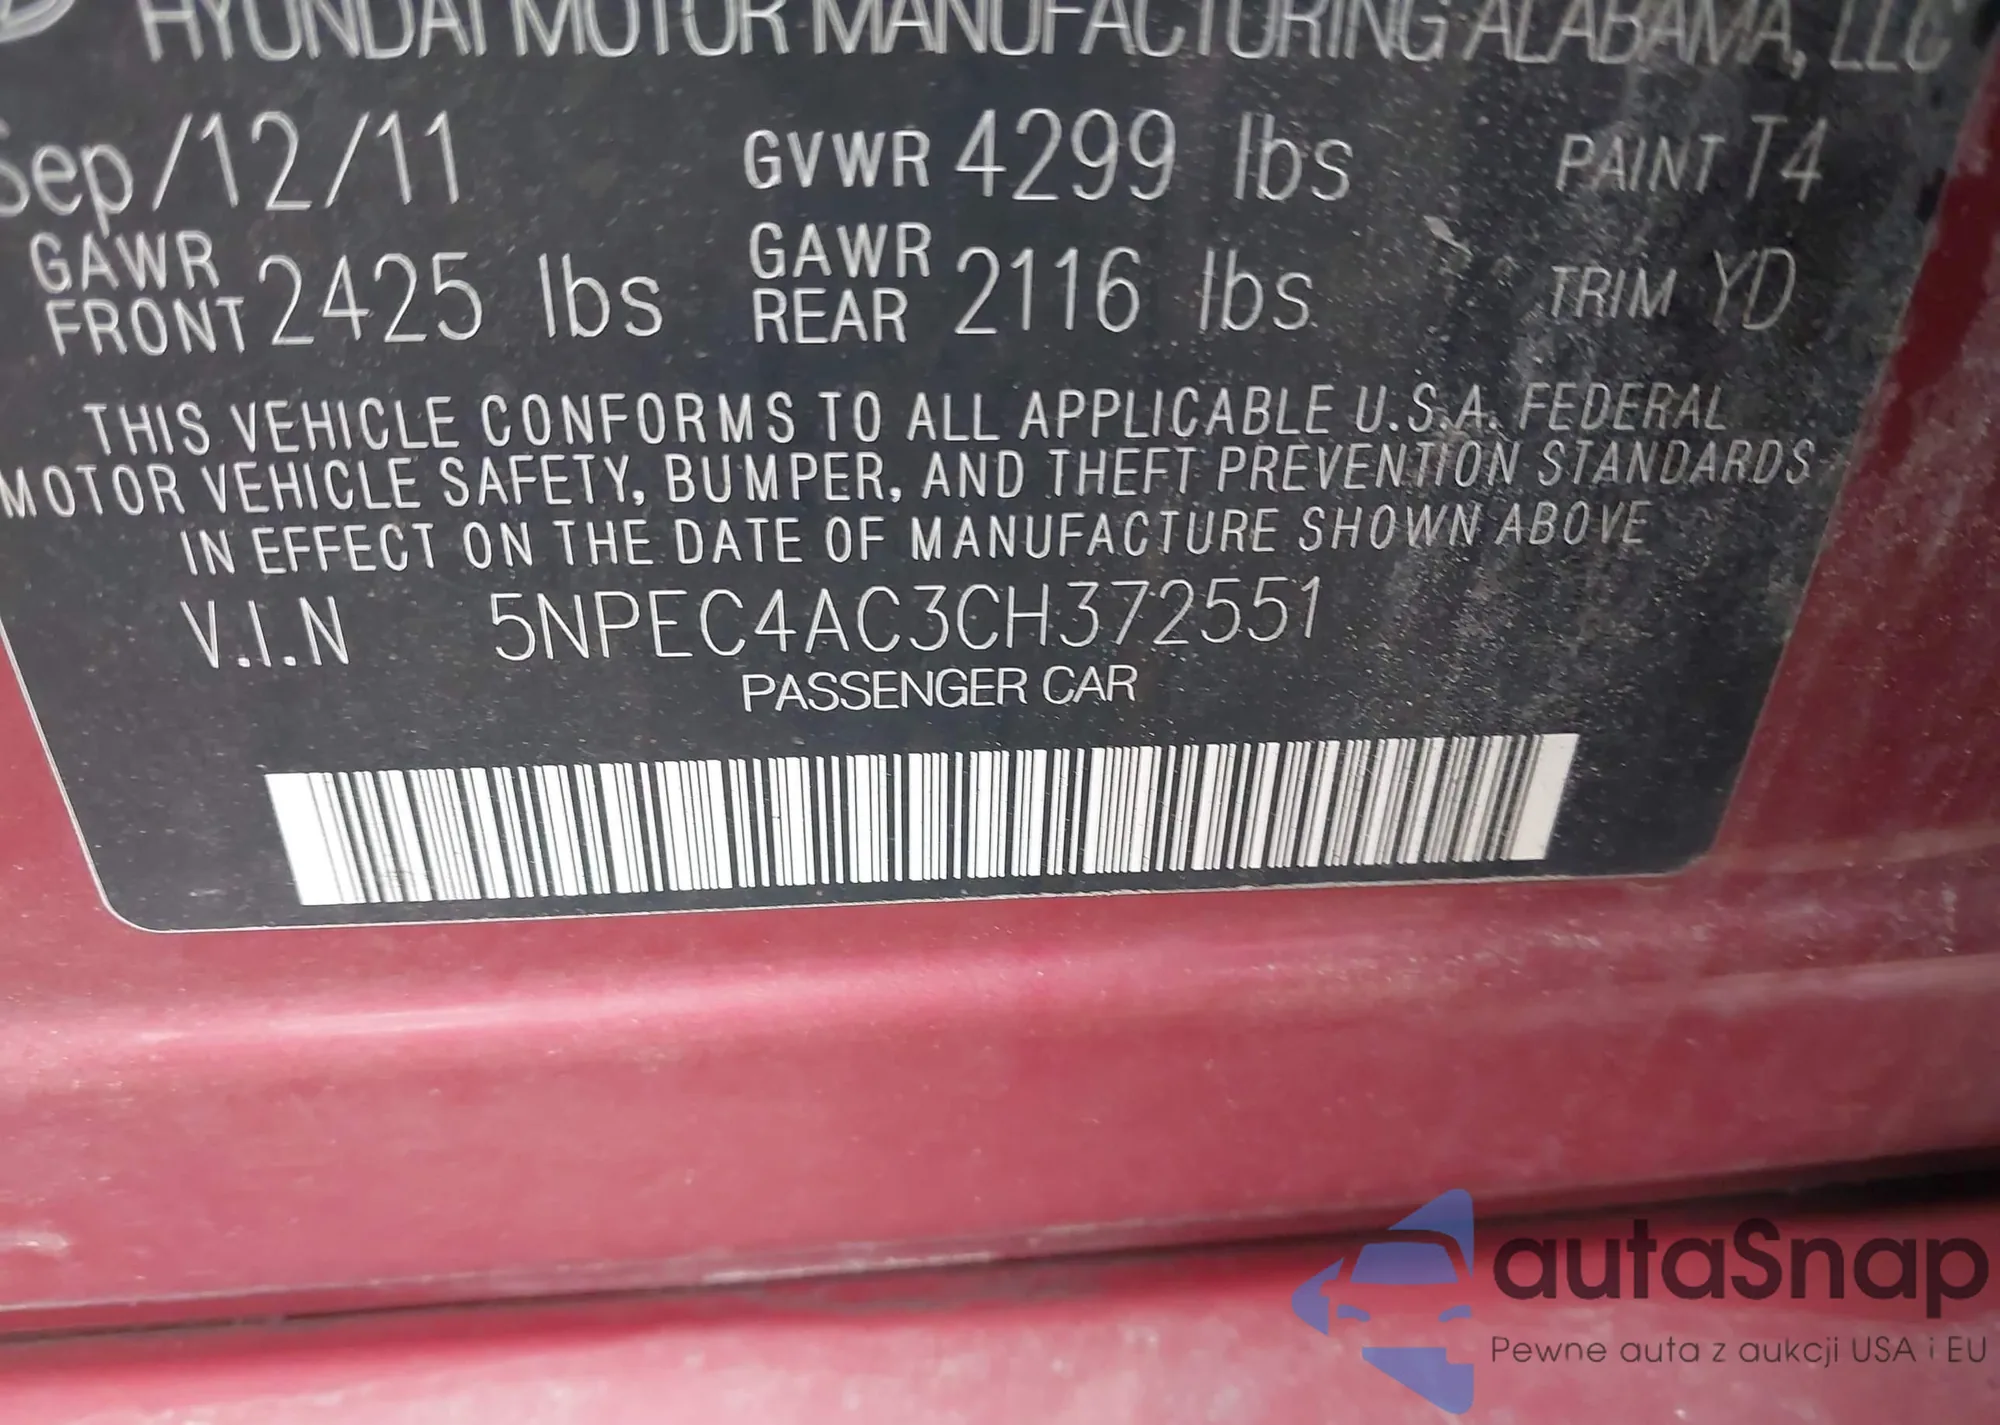 HYUNDAI MOTOR MANUFACTURING ALABAMA, LLC
Sep/12/11 GVWR 4299 lbs PAINT T4
GAWR FRONT 2425 lbs GAWR REAR 2116 lbs TRIM YD
THIS VEHICLE CONFORMS TO ALL APPLICABLE U.S.A. FEDERAL
MOTOR VEHICLE SAFETY, BUMPER, AND THEFT PREVENTION STANDARDS
IN EFFECT ON THE DATE OF MANUFACTURE SHOWN ABOVE
V.I.N 5NPEC4AC3CH372551
PASSENGER CAR
autaSnap
Pewne auta z aukcji USA i EU